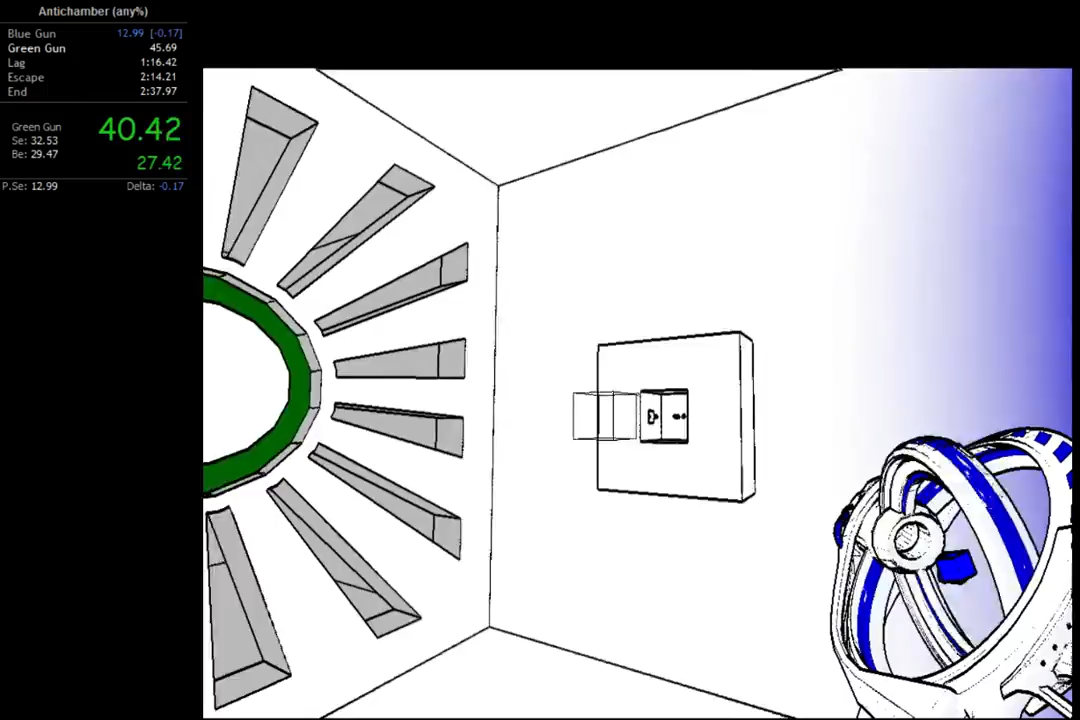 Antichamber (any%)
Blue Gun 12.99 [-0.17]
Green Gun 45.69
Lag 1:16.42
Escape 2:14.21
End 2:37.97
Green Gun 40.42
Se: 32.53
Be: 29.47 27.42
P.Se: 12.99 Delta: -0.17